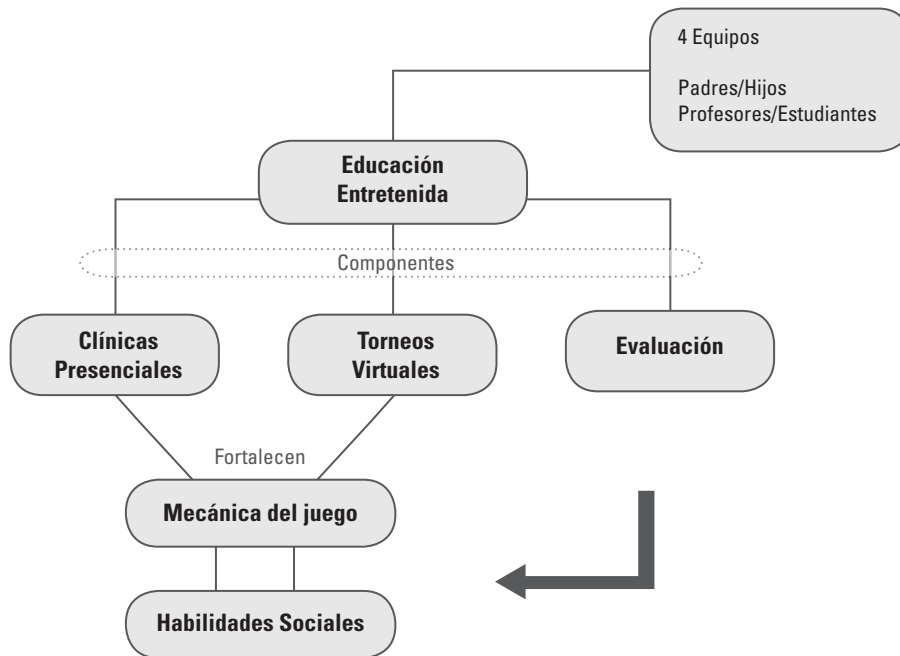 4 Equipos
Padres/Hijos
Profesores/Estudiantes
Educación
Entretenida
Componentes
Clínicas
Presenciales
Torneos
Virtuales
Evaluación
Fortalecen
Mecánica del juego
Habilidades Sociales